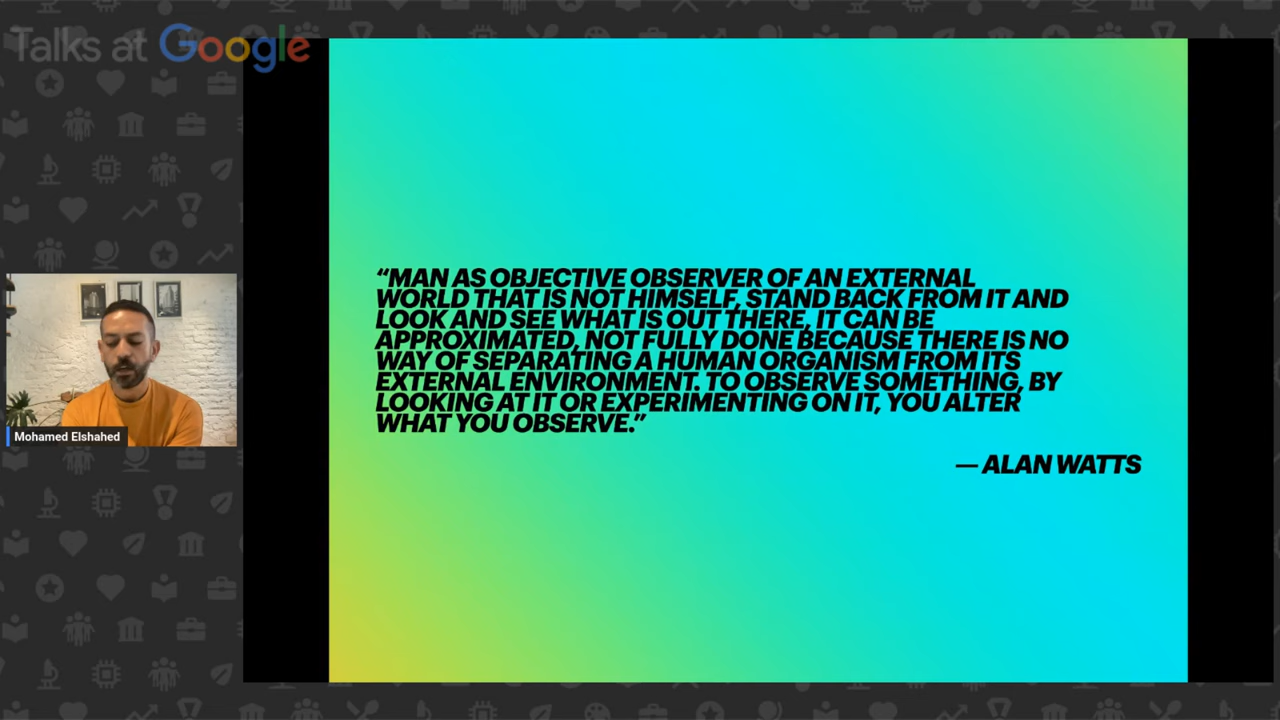 Talks at Google
“MAN AS OBJECTIVE OBSERVER OF AN EXTERNAL
WORLD THAT IS NOT HIMSELF, STAND BACK FROM IT AND
LOOK AND SEE WHAT IS OUT THERE, IT CAN BE
APPROXIMATED, NOT FULLY DONE BECAUSE THERE IS NO
WAY OF SEPARATING A HUMAN ORGANISM FROM ITS
EXTERNAL ENVIRONMENT. TO OBSERVE SOMETHING, BY
LOOKING AT IT OR EXPERIMENTING ON IT, YOU ALTER
WHAT YOU OBSERVE.”
— ALAN WATTS
Mohamed Elshahed